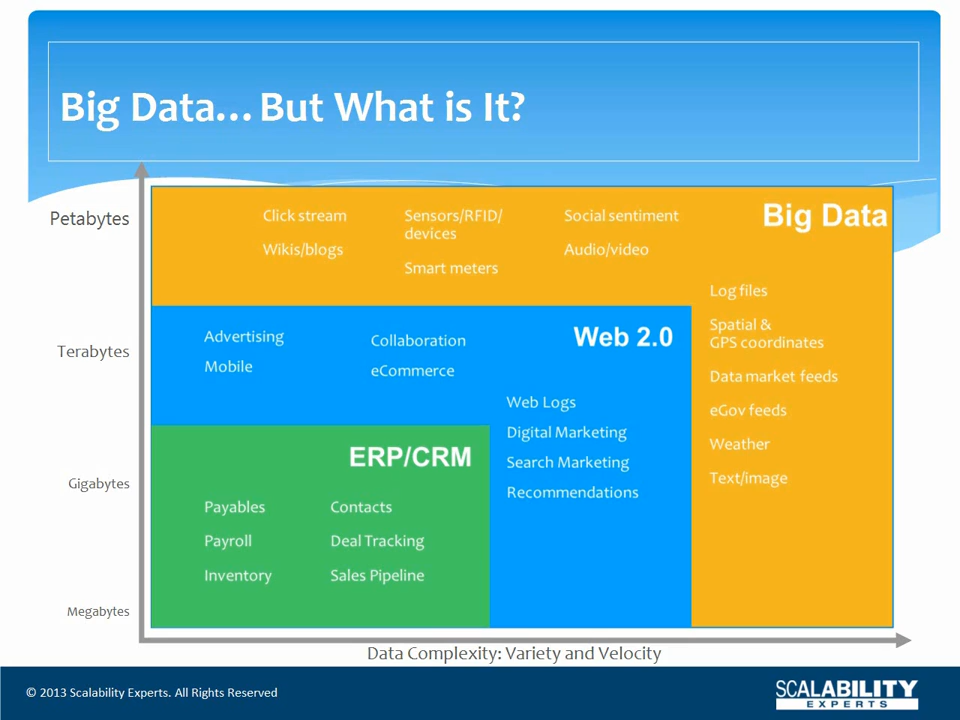 Big Data...But What is It?
Petabytes
Terabytes
Gigabytes
Megabytes
Click stream
Wikis/blogs
Sensors/RFID/
devices
Smart meters
Social sentiment
Audio/video
Big Data
Log files
Spatial &
GPS coordinates
Data market feeds
eGov feeds
Weather
Text/image
Advertising
Mobile
Collaboration
eCommerce
Web 2.0
Web Logs
Digital Marketing
Search Marketing
Recommendations
ERP/CRM
Payables
Payroll
Inventory
Contacts
Deal Tracking
Sales Pipeline
Data Complexity: Variety and Velocity
© 2013 Scalability Experts. All Rights Reserved
SCALABILITY
EXPERTS